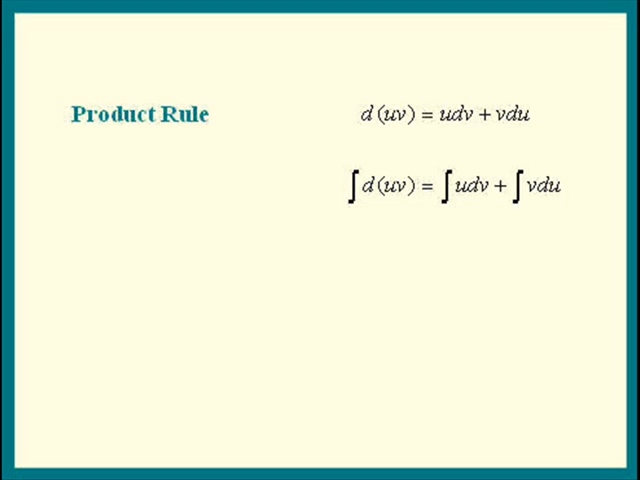 Product Rule d(uv) = udv + vdu
∫d(uv) = ∫udv + ∫vdu